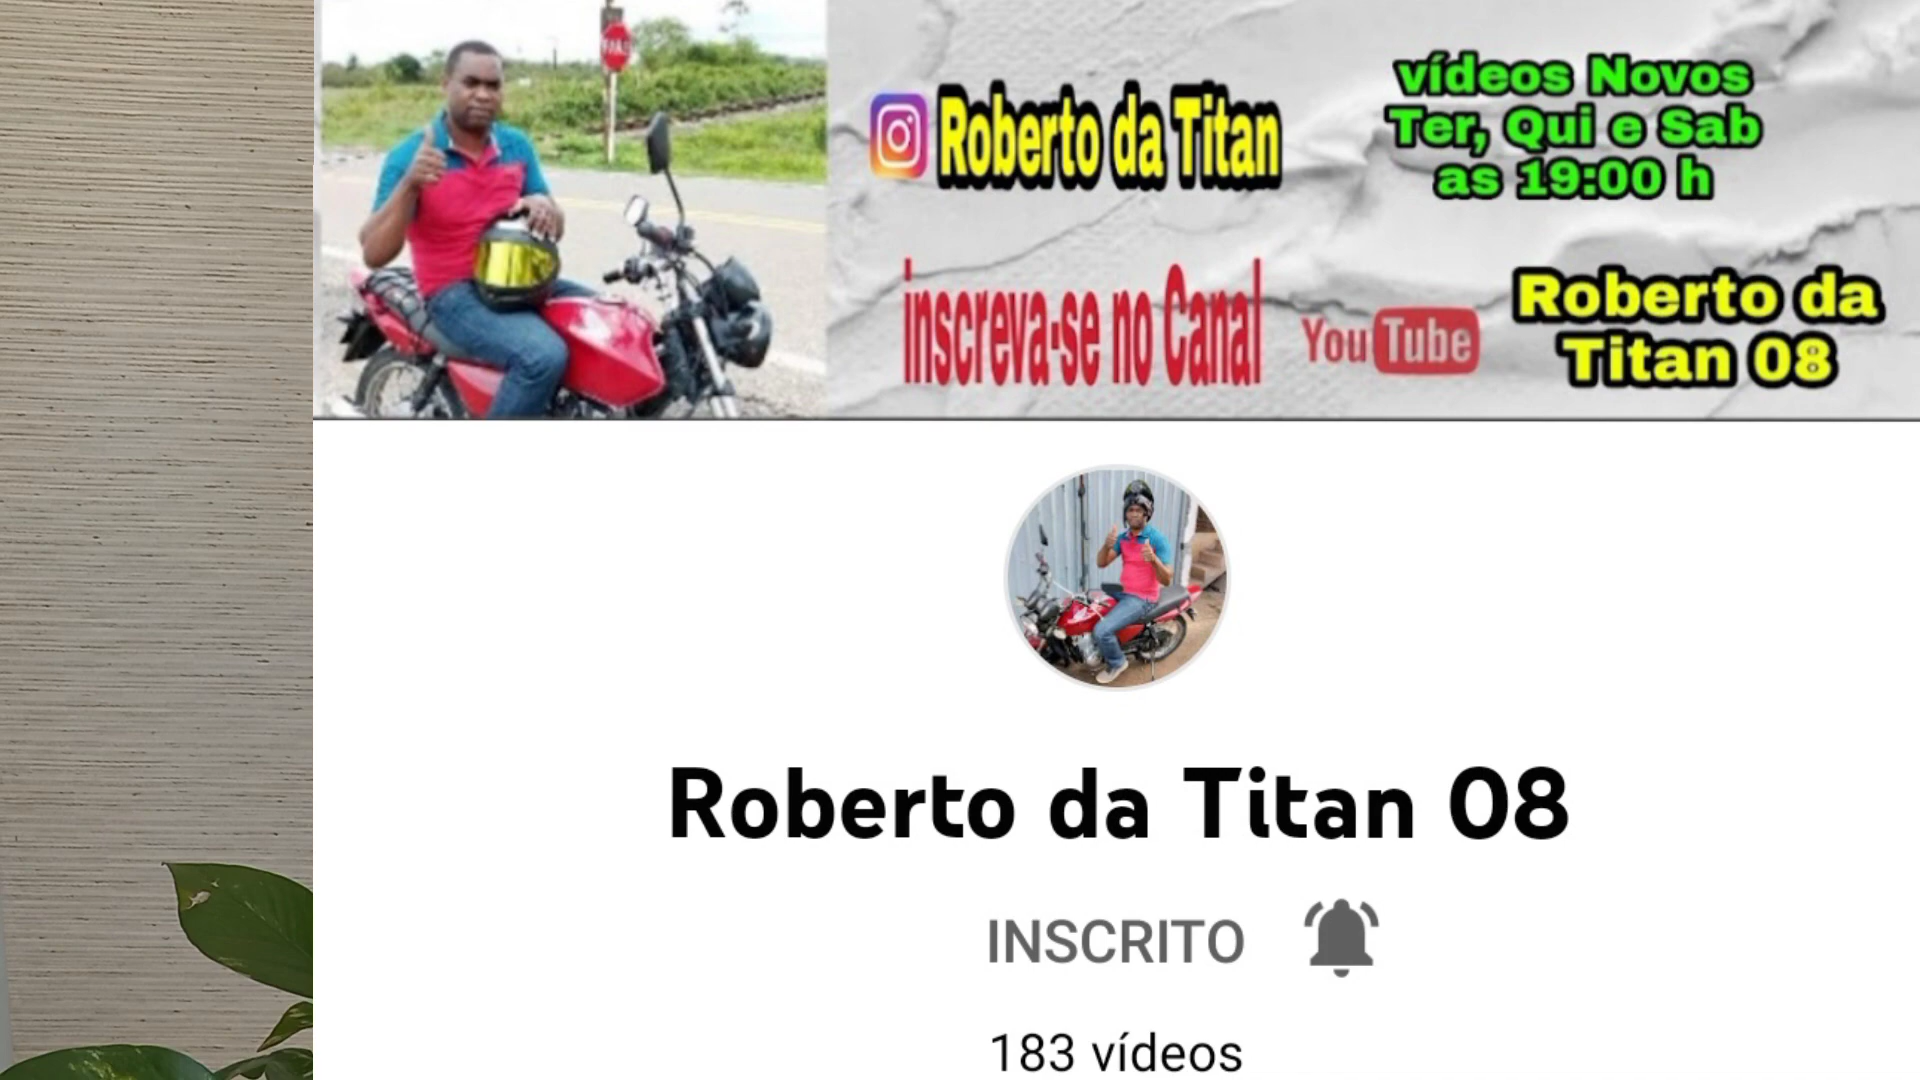 Roberto da Titan
vídeos Novos
Ter, Qui e Sab
as 19:00 h
inscreva-se no Canal
YouTube
Roberto da
Titan 08
Roberto da Titan 08
INSCRITO
183 vídeos